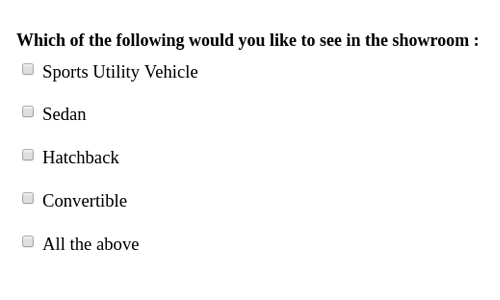 Which of the following would you like to see in the showroom :
Sports Utility Vehicle
Sedan
Hatchback
Convertible
All the above